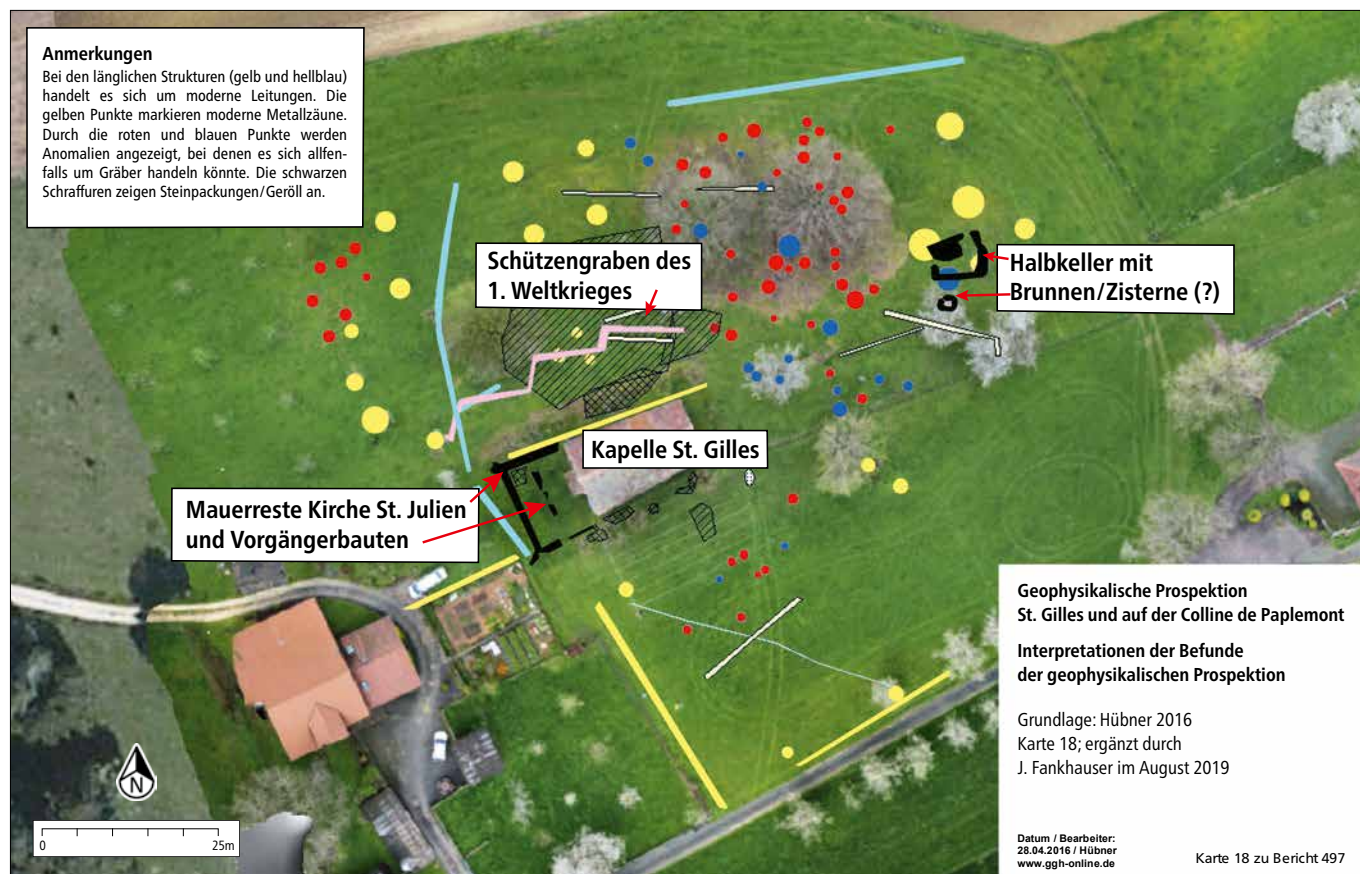 Anmerkungen
Bei den länglichen Strukturen (gelb und hellblau)
handelt es sich um moderne Leitungen. Die
gelben Punkte markieren moderne Metallzäune.
Durch die roten und blauen Punkte werden
Anomalien angezeigt, bei denen es sich allfen-
falls um Gräber handeln könnte. Die schwarzen
Schraffuren zeigen Steinpackungen/Geröll an.
Schützengraben des
1. Weltkrieges
Halbkeller mit
Brunnen/Zisterne (?)
Kapelle St. Gilles
Mauerreste Kirche St. Julien
und Vorgängerbauten
N
0 25m
Geophysikalische Prospektion
St. Gilles und auf der Colline de Paplemont
Interpretationen der Befunde
der geophysikalischen Prospektion
Grundlage: Hübner 2016
Karte 18; ergänzt durch
J. Fankhauser im August 2019
Datum / Bearbeiter:
28.04.2016 / Hübner
www.ggh-online.de
Karte 18 zu Bericht 497